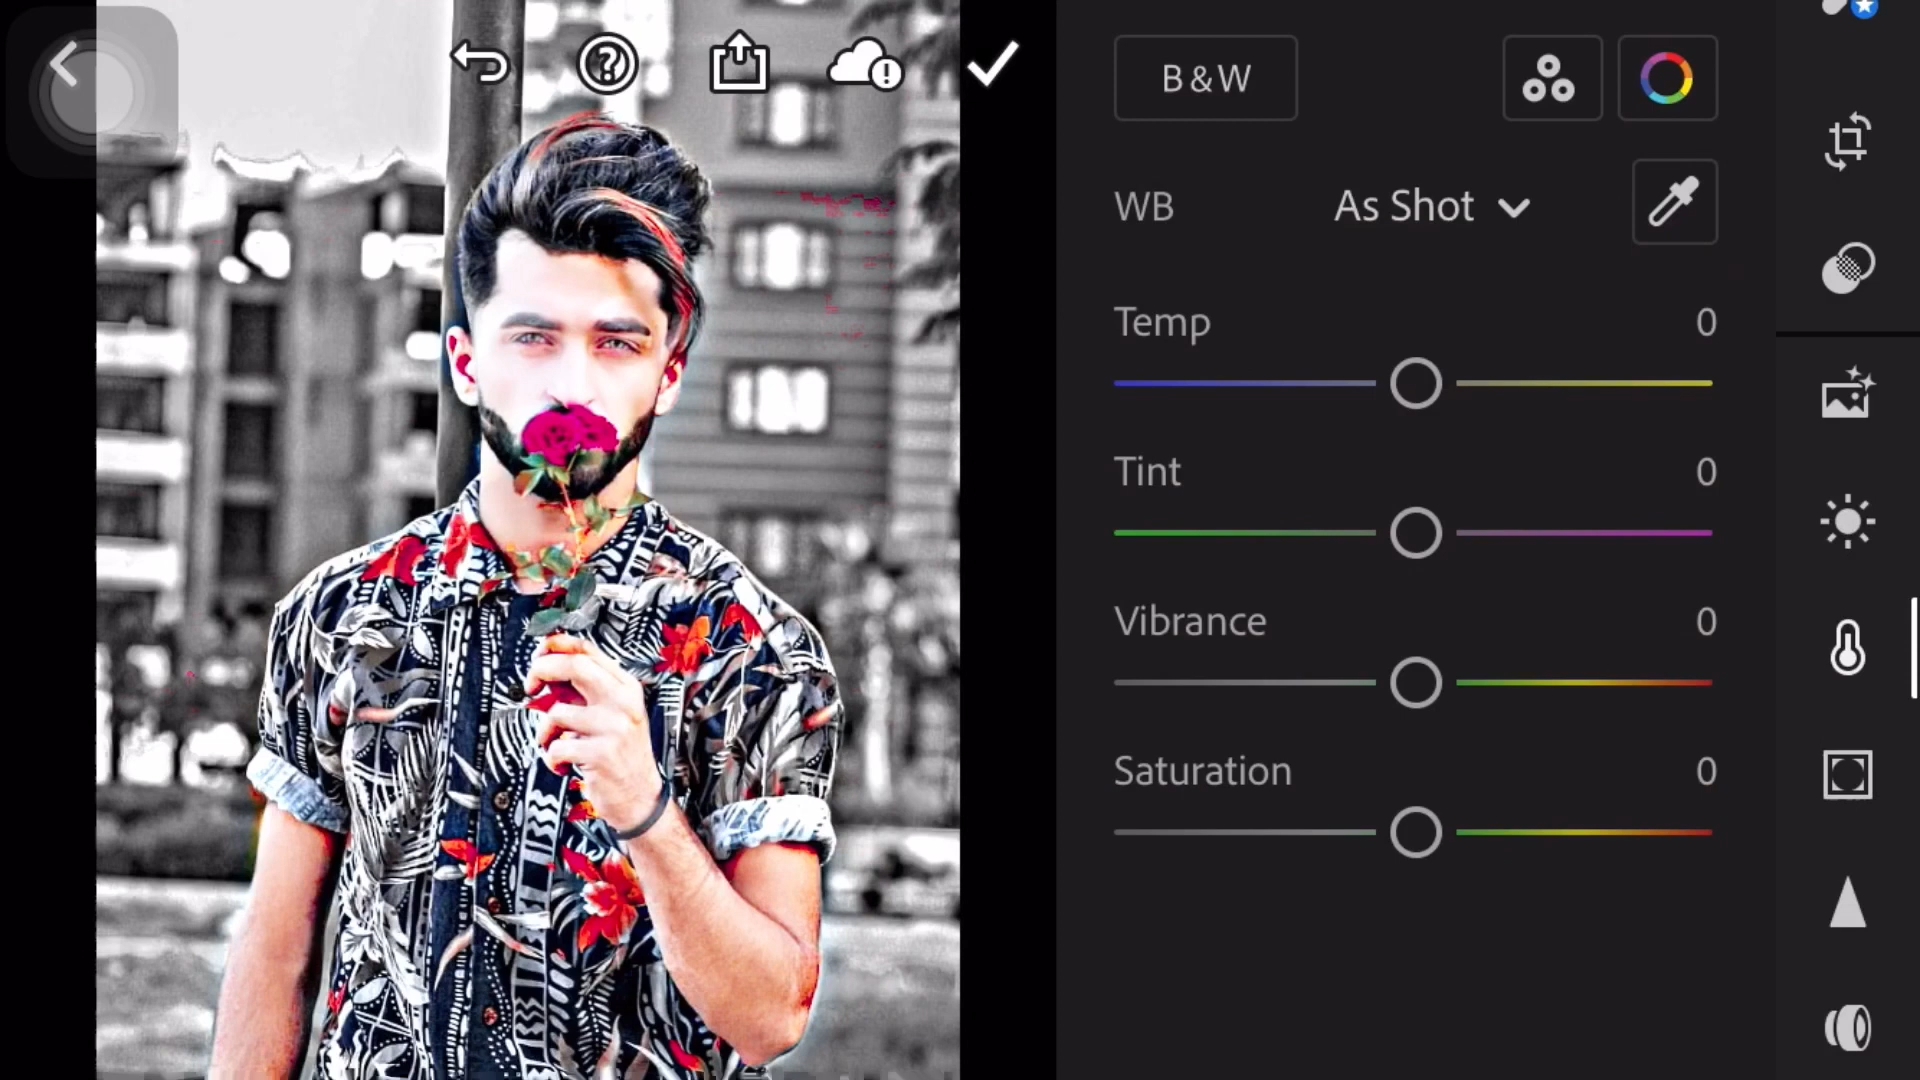 B & W
WB As Shot
Temp 0
Tint 0
Vibrance 0
Saturation 0